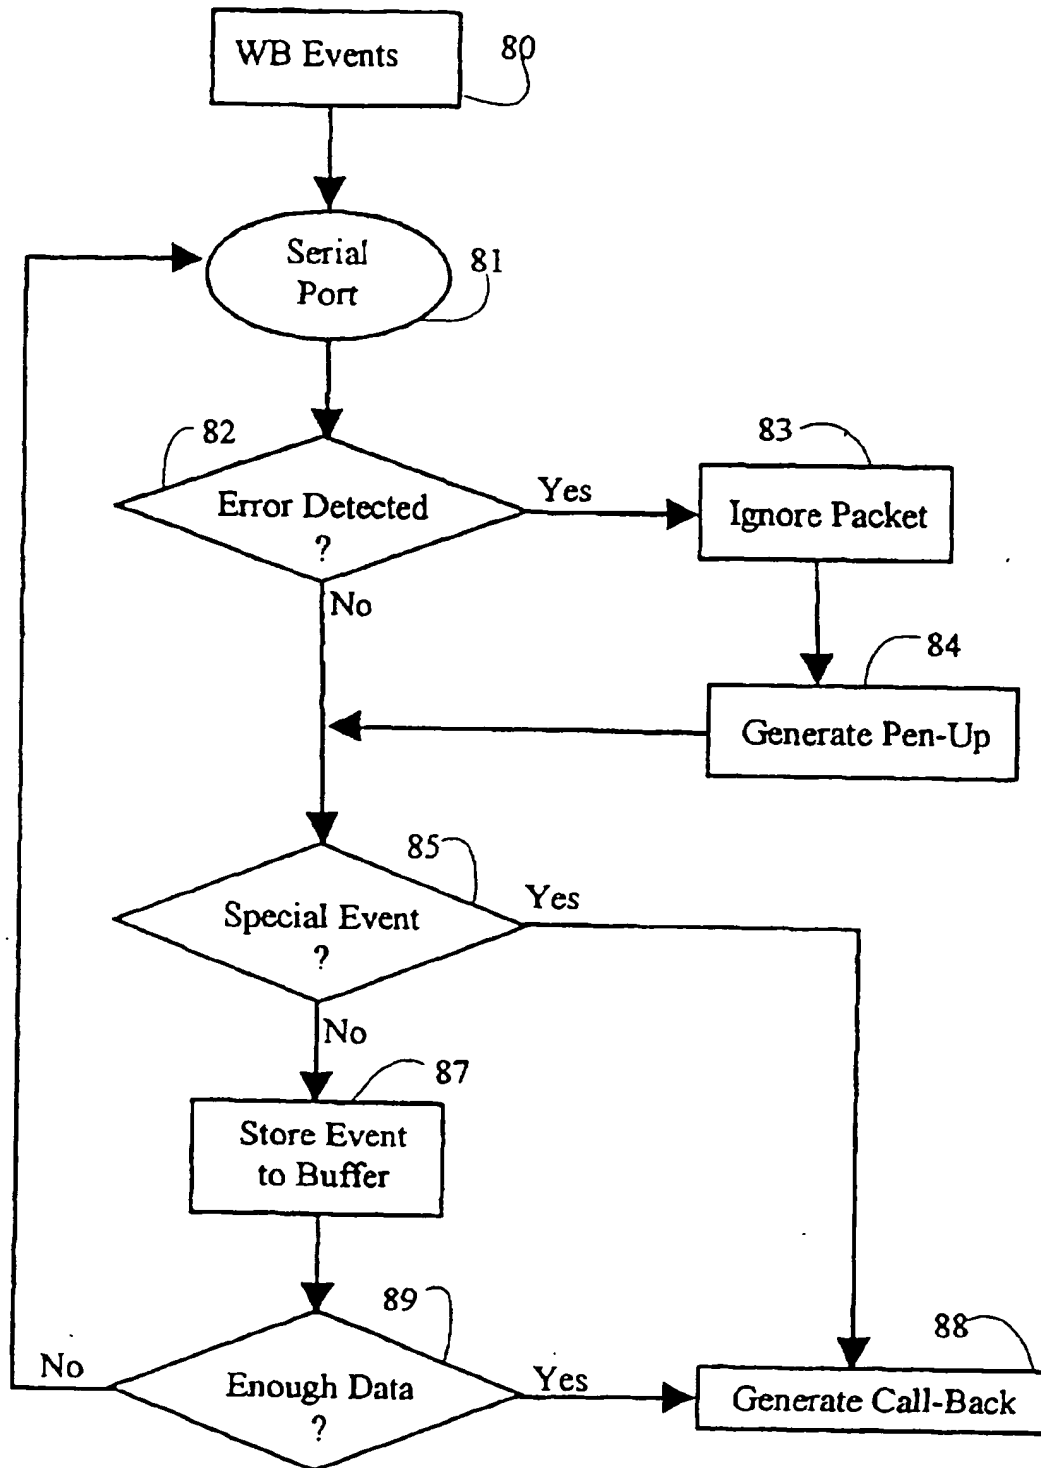 WB Events
80
Serial
Port
81
82
Error Detected
?
Yes
83
Ignore Packet
No
84
Generate Pen-Up
85
Special Event
?
Yes
No
87
Store Event
to Buffer
89
Enough Data
?
No
Yes
88
Generate Call-Back